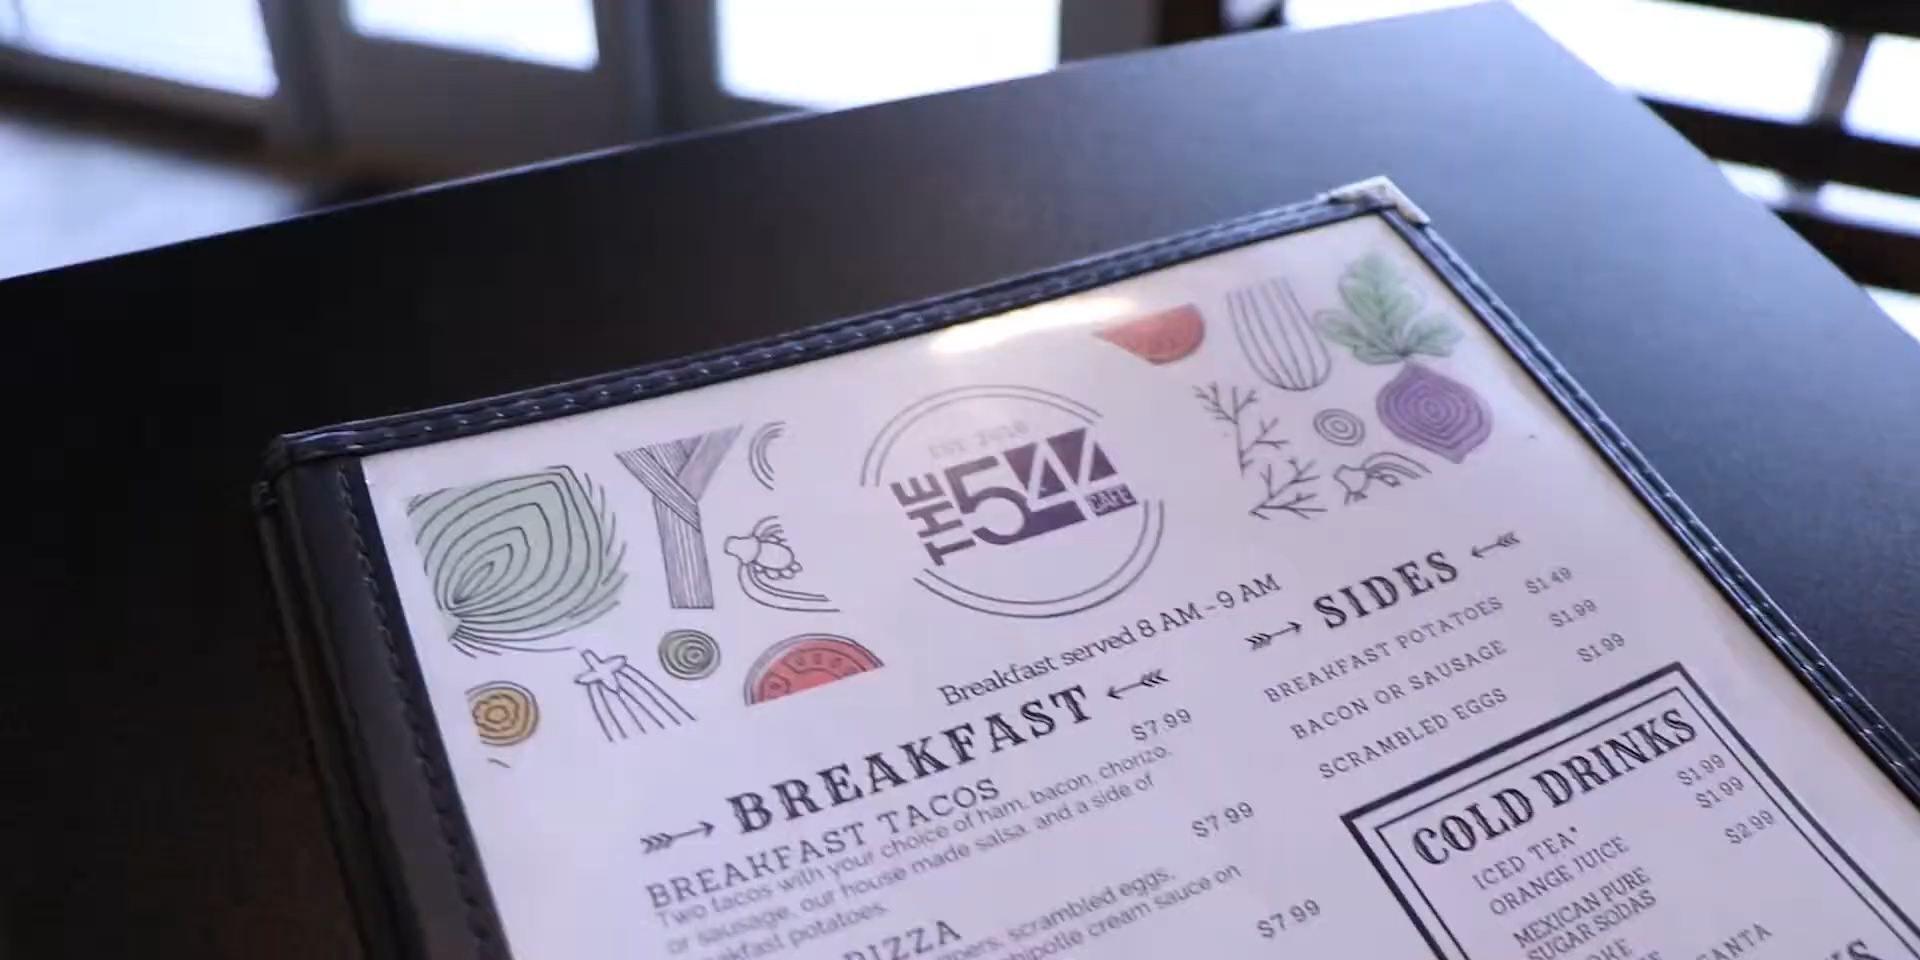 EST. 2018
THE 544
CAFE
Breakfast served 8 AM - 9 AM
BREAKFAST
BREAKFAST TACOS $7.99
Two tacos with your choice of ham, bacon, chorizo,
or sausage, our house made salsa, and a side of
breakfast potatoes.
PIZZA $7.99
scrambled eggs,
chipotle cream sauce on
$7.99
SIDES
BREAKFAST POTATOES $1.49
BACON OR SAUSAGE $1.99
SCRAMBLED EGGS $1.99
COLD DRINKS
ICED TEA* $1.99
ORANGE JUICE $1.99
MEXICAN PURE $2.99
SUGAR SODAS